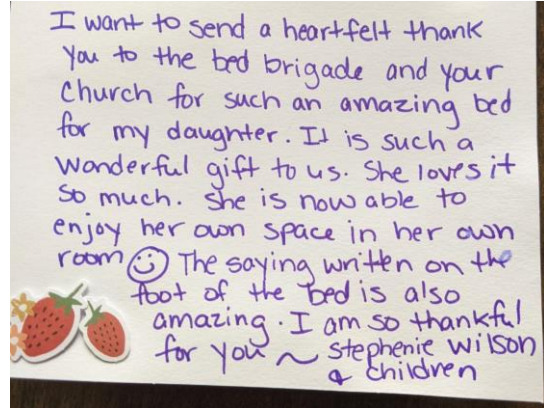 I want to send a heartfelt thank
you to the bed brigade and your
Church for such an amazing bed
for my daughter. It is such a
wonderful gift to us. She loves it
so much. She is now able to
enjoy her own space in her own
room ☺ The saying written on the
foot of the bed is also
amazing. I am so thankful
for you ~ Stephenie Wilson
& Children